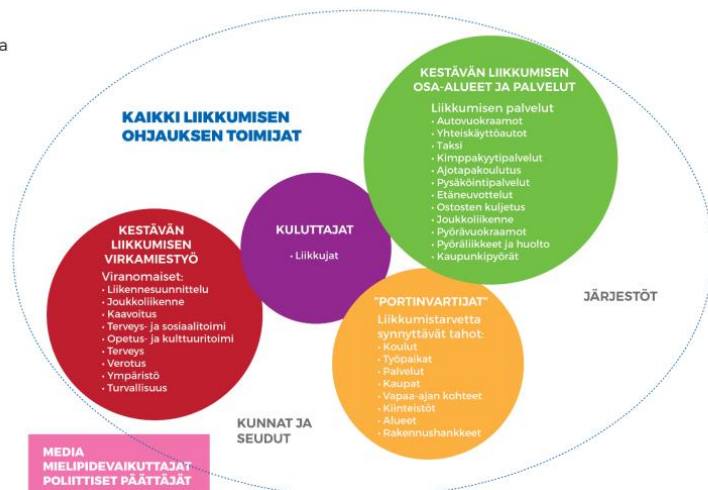 a
KAIKKI LIIKKUMISEN
OHJAUKSEN TOIMIJAT
KESTÄVÄN LIIKKUMISEN
OSA-ALUEET JA PALVELUT
Liikkumisen palvelut
• Autovuokraamot
• Yhteiskäyttöautot
• Taksi
• Kimppakyytipalvelut
• Ajotapakoulutus
• Pysäköintipalvelut
• Etäneuvottelut
• Ostosten kuljetus
• Joukkoliikenne
• Pyörävuokraamot
• Pyöräliikkeet ja huolto
• Kaupunkipyörät
KULUTTAJAT
• Liikkujat
KESTÄVÄN
LIIKKUMISEN
VIRKAMIESTYÖ
Viranomaiset:
• Liikennesuunnittelu
• Joukkoliikenne
• Kaavoitus
• Terveys- ja sosiaalitoimi
• Opetus- ja kulttuuritoimi
• Terveys
• Verotus
• Ympäristö
• Turvallisuus
"PORTINVARTIJAT"
Liikkumistarvetta
synnyttävät tahot:
• Koulut
• Työpaikat
• Palvelut
• Kaupat
• Vapaa-ajan kohteet
• Kiinteistöt
• Alueet
• Rakennushankkeet
JÄRJESTÖT
KUNNAT JA
SEUDUT
MEDIA
MIELIPIDEVAIKUTTAJAT
POLIITTISET PÄÄTTÄJÄT